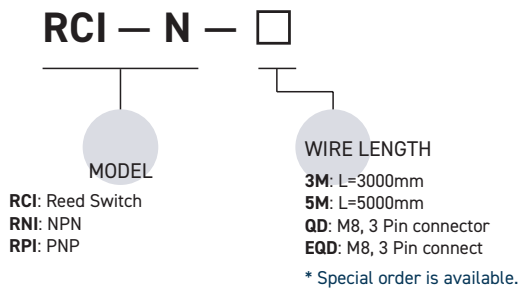 RCI — N — □
MODEL
RCI: Reed Switch
RNI: NPN
RPI: PNP
WIRE LENGTH
3M: L=3000mm
5M: L=5000mm
QD: M8, 3 Pin connector
EQD: M8, 3 Pin connect
* Special order is available.